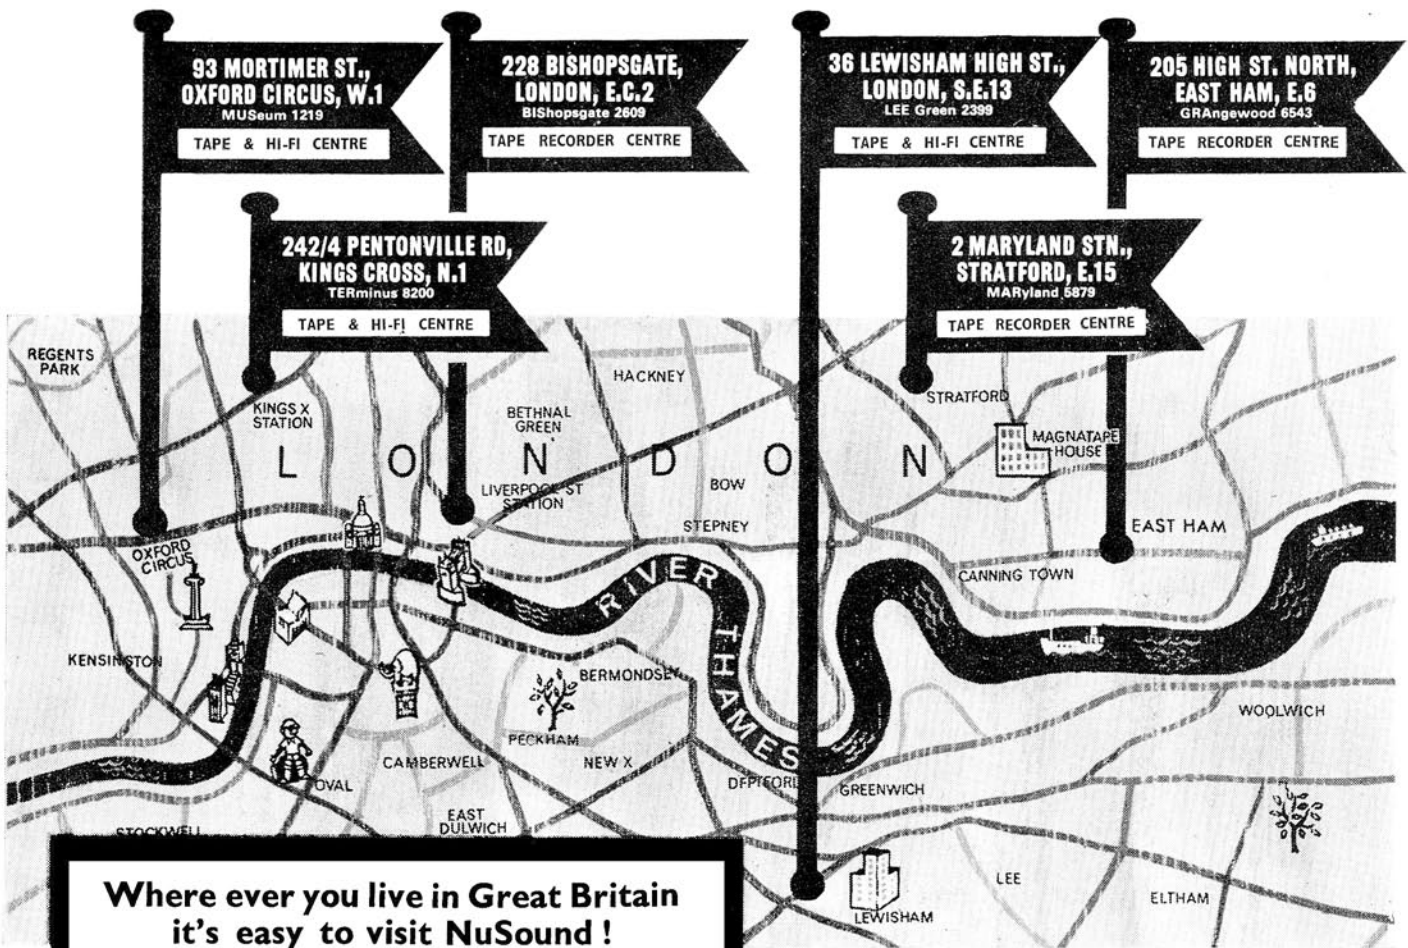 93 MORTIMER ST.,
OXFORD CIRCUS, W.1
MUSeum 1219
TAPE & HI-FI CENTRE
228 BISHOPSGATE,
LONDON, E.C.2
BIShopsgate 2609
TAPE RECORDER CENTRE
36 LEWISHAM HIGH ST.,
LONDON, S.E.13
LEE Green 2399
TAPE & HI-FI CENTRE
205 HIGH ST. NORTH,
EAST HAM, E.6
GRAngewood 6543
TAPE RECORDER CENTRE
242/4 PENTONVILLE RD,
KINGS CROSS, N.1
TERminus 8200
TAPE & HI-FI CENTRE
2 MARYLAND STN.,
STRATFORD, E.15
MARyland 5879
TAPE RECORDER CENTRE
REGENTS
PARK
HACKNEY
KINGS X
STATION
BETHNAL
GREEN
STRATFORD
MAGNATAPE
HOUSE
LONDON
LIVERPOOL ST
STATION
BOW
STEPNEY
EAST HAM
OXFORD
CIRCUS
CANNING TOWN
RIVER THAMES
KENSINGTON
BERMONDSEY
WOOLWICH
PECKHAM
CAMBERWELL
NEW X
OVAL
DEPTFORD
GREENWICH
EAST
DULWICH
STOCKWELL
LEE
ELTHAM
LEWISHAM
Where ever you live in Great Britain
it's easy to visit NuSound !